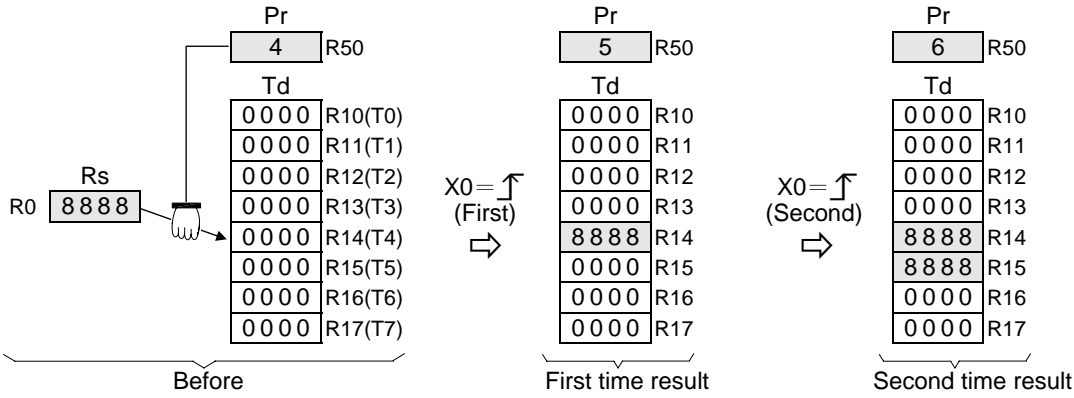 Pr Pr Pr
4 R50 5 R50 6 R50
Td Td Td
0000 R10(T0) 0000 R10 0000 R10
0000 R11(T1) 0000 R11 0000 R11
0000 R12(T2) 0000 R12 0000 R12
Rs
R0 8888 0000 R13(T3) X0=↑ 0000 R13 X0=↑ 0000 R13
(First) (Second)
0000 R14(T4) ⇨ 8888 R14 ⇨ 8888 R14
0000 R15(T5) 0000 R15 8888 R15
0000 R16(T6) 0000 R16 0000 R16
0000 R17(T7) 0000 R17 0000 R17
Before First time result Second time result